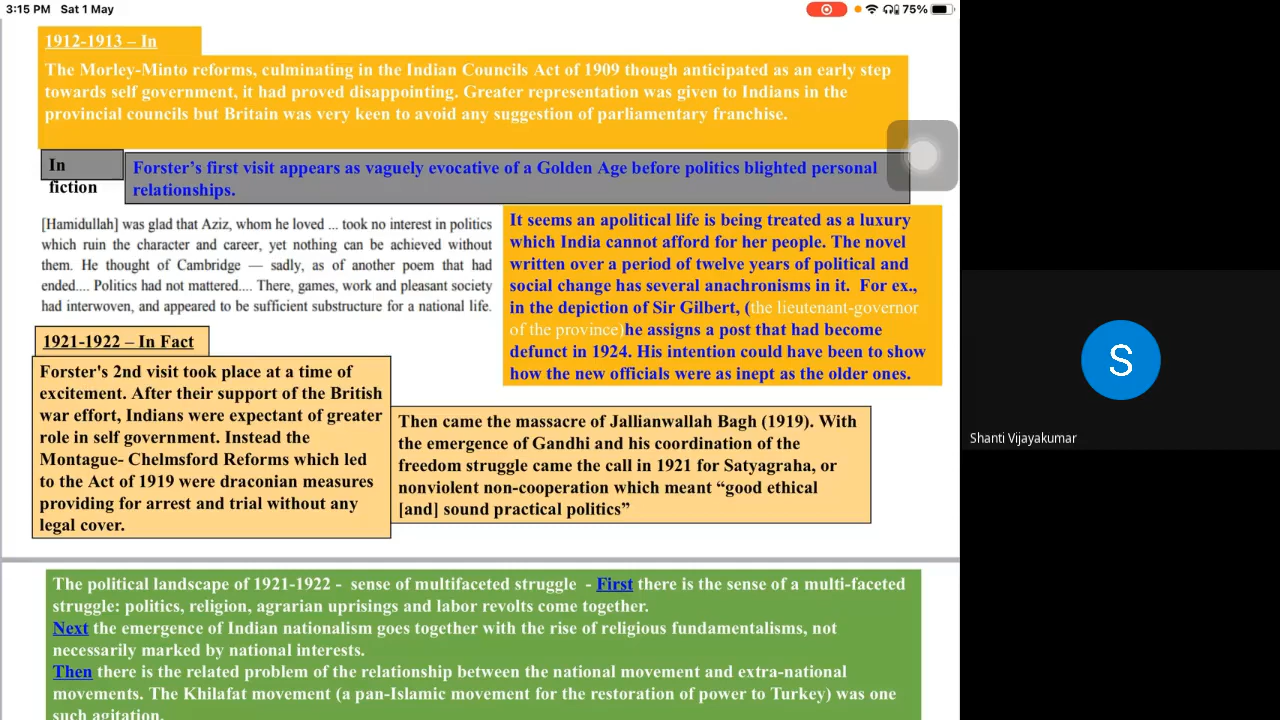 3:15 PM Sat 1 May
75%
1912-1913 – In
The Morley-Minto reforms, culminating in the Indian Councils Act of 1909 though anticipated as an early step
towards self government, it had proved disappointing. Greater representation was given to Indians in the
provincial councils but Britain was very keen to avoid any suggestion of parliamentary franchise.
In
fiction
Forster's first visit appears as vaguely evocative of a Golden Age before politics blighted personal
relationships.
[Hamidullah] was glad that Aziz, whom he loved ... took no interest in politics
which ruin the character and career, yet nothing can be achieved without
them. He thought of Cambridge — sadly, as of another poem that had
ended.... Politics had not mattered.... There, games, work and pleasant society
had interwoven, and appeared to be sufficient substructure for a national life.
It seems an apolitical life is being treated as a luxury
which India cannot afford for her people. The novel
written over a period of twelve years of political and
social change has several anachronisms in it. For ex.,
in the depiction of Sir Gilbert, (the lieutenant-governor
of the province)he assigns a post that had become
defunct in 1924. His intention could have been to show
how the new officials were as inept as the older ones.
1921-1922 – In Fact
Forster's 2nd visit took place at a time of
excitement. After their support of the British
war effort, Indians were expectant of greater
role in self government. Instead the
Montague- Chelmsford Reforms which led
to the Act of 1919 were draconian measures
providing for arrest and trial without any
legal cover.
Then came the massacre of Jallianwallah Bagh (1919). With
the emergence of Gandhi and his coordination of the
freedom struggle came the call in 1921 for Satyagraha, or
nonviolent non-cooperation which meant “good ethical
[and] sound practical politics”
The political landscape of 1921-1922 - sense of multifaceted struggle - First there is the sense of a multi-faceted
struggle: politics, religion, agrarian uprisings and labor revolts come together.
Next the emergence of Indian nationalism goes together with the rise of religious fundamentalisms, not
necessarily marked by national interests.
Then there is the related problem of the relationship between the national movement and extra-national
movements. The Khilafat movement (a pan-Islamic movement for the restoration of power to Turkey) was one
such agitation.
S
Shanti Vijayakumar